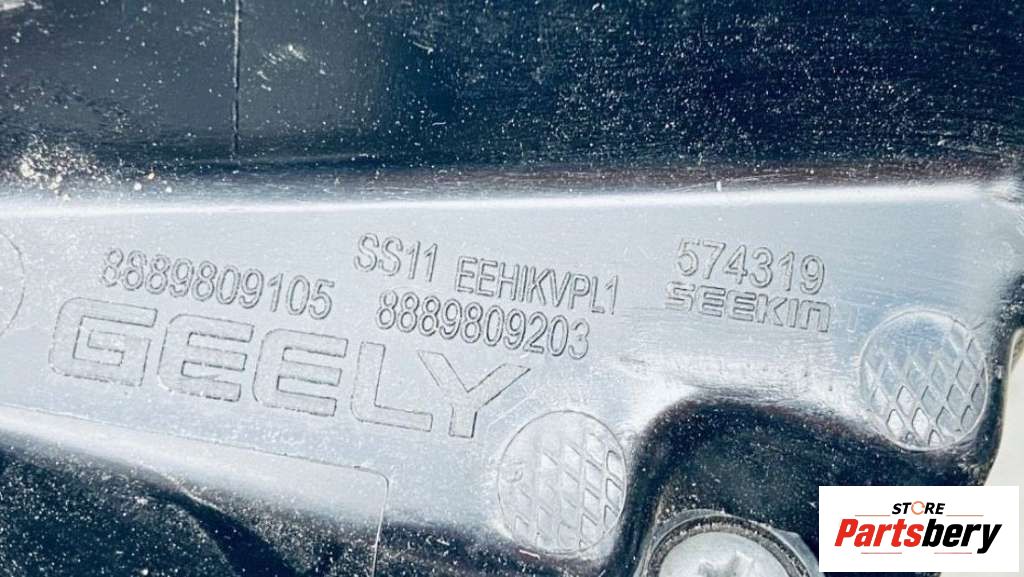 8889809105
SS11 EEHIKVPL1
8889809203
574319
SEEKIN
GEELY
STORE
Partsbery